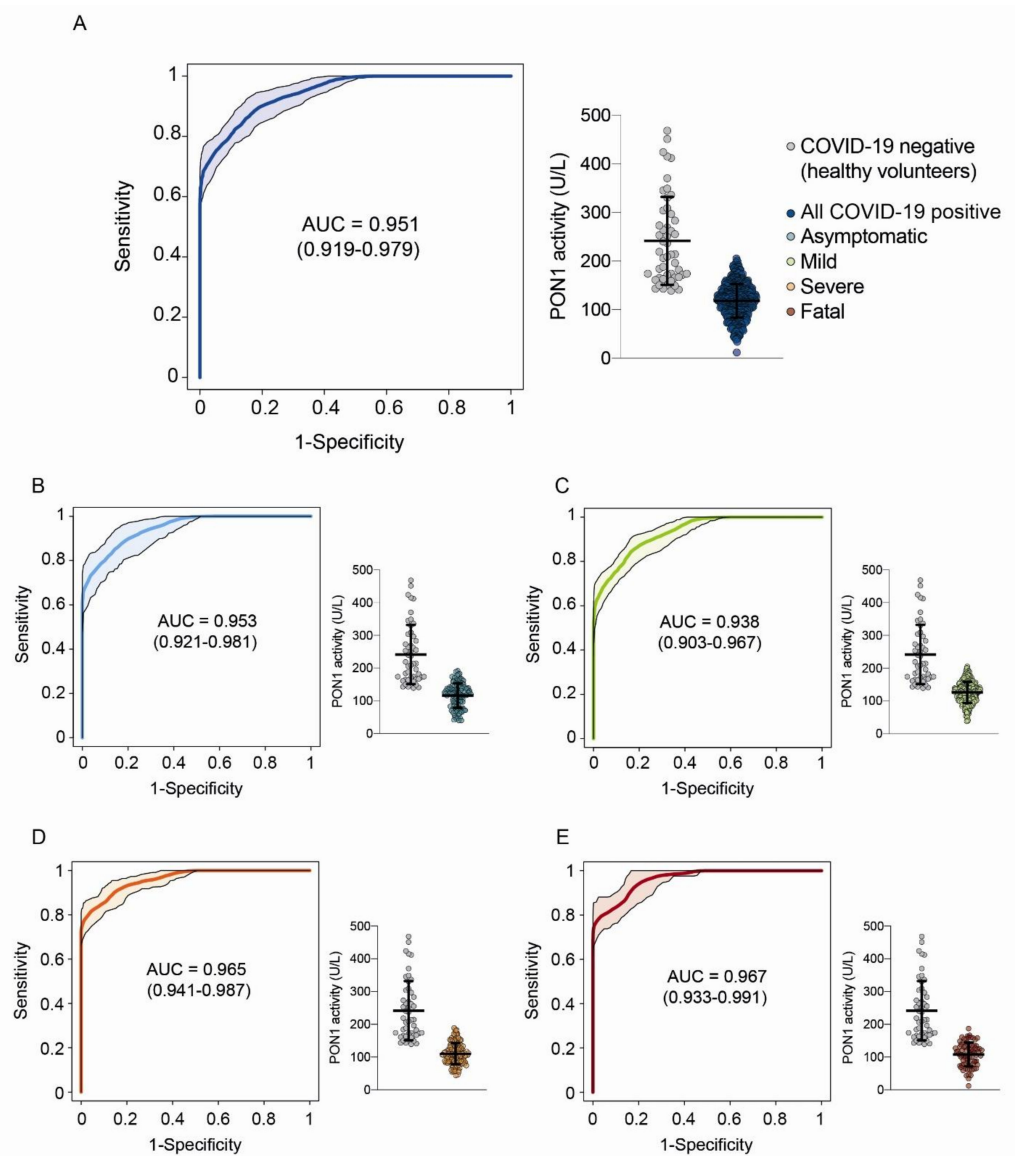 A
1
0.8
0.6
0.4
0.2
0
Sensitivity
AUC = 0.951
(0.919-0.979)
0 0.2 0.4 0.6 0.8 1
1-Specificity
500
400
300
200
100
0
PON1 activity (U/L)
COVID-19 negative
(healthy volunteers)
All COVID-19 positive
Asymptomatic
Mild
Severe
Fatal
B
1
0.8
0.6
0.4
0.2
0
Sensitivity
AUC = 0.953
(0.921-0.981)
0 0.2 0.4 0.6 0.8 1
1-Specificity
500
400
300
200
100
0
PON1 activity (U/L)
C
1
0.8
0.6
0.4
0.2
0
Sensitivity
AUC = 0.938
(0.903-0.967)
0 0.2 0.4 0.6 0.8 1
1-Specificity
500
400
300
200
100
0
PON1 activity (U/L)
D
1
0.8
0.6
0.4
0.2
0
Sensitivity
AUC = 0.965
(0.941-0.987)
0 0.2 0.4 0.6 0.8 1
1-Specificity
500
400
300
200
100
0
PON1 activity (U/L)
E
1
0.8
0.6
0.4
0.2
0
Sensitivity
AUC = 0.967
(0.933-0.991)
0 0.2 0.4 0.6 0.8 1
1-Specificity
500
400
300
200
100
0
PON1 activity (U/L)